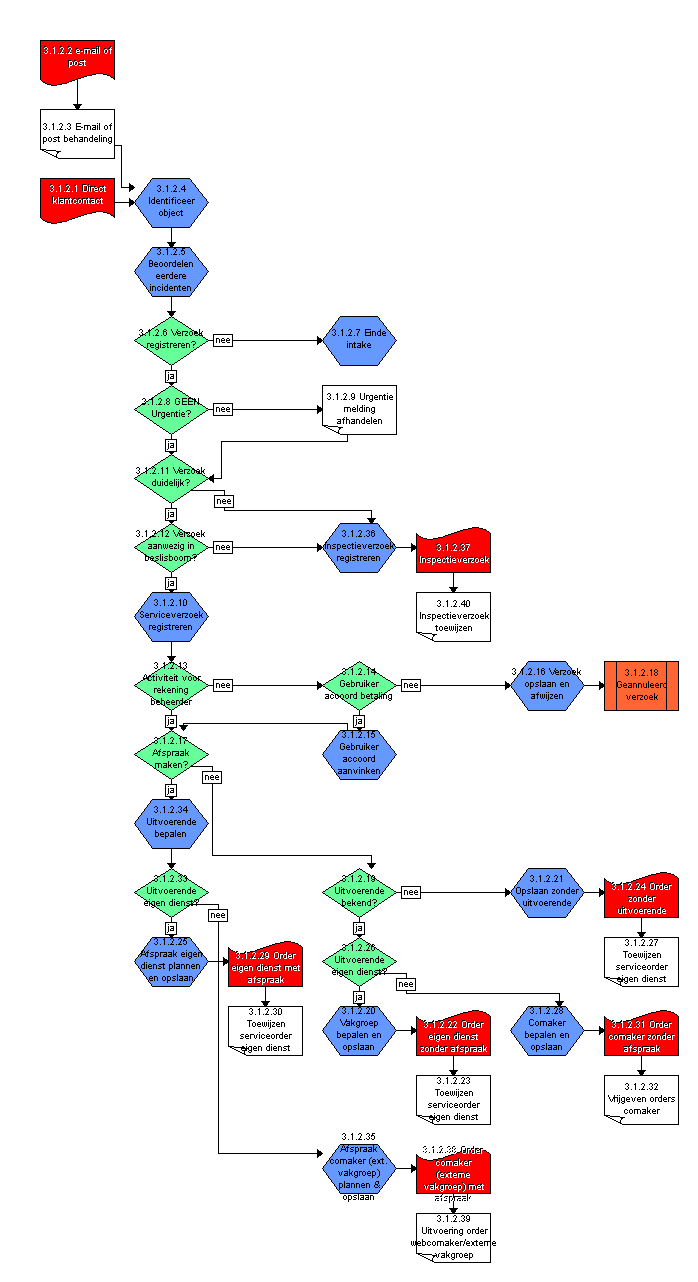 3.1.2.2 e-mail of
post
3.1.2.3 E-mail of
post behandeling
3.1.2.1 Direct
klantcontact
3.1.2.4
Identificeer
object
3.1.2.5
Beoordelen
eerdere
incidenten
3.1.2.6 Verzoek
registreren?
nee
3.1.2.7 Einde
intake
ja
3.1.2.8 GEEN
Urgentie?
nee
3.1.2.9 Urgentie
melding
afhandelen
ja
3.1.2.11 Verzoek
duidelijk?
nee
ja
3.1.2.12 Verzoek
aanwezig in
beslisboom?
nee
3.1.2.36
Inspectieverzoek
registreren
3.1.2.37
Inspectieverzoek
ja
3.1.2.10
Serviceverzoek
registreren
3.1.2.40
Inspectieverzoek
toewijzen
3.1.2.13
Activiteit voor
rekening
beheerder
nee
3.1.2.14
Gebruiker
acoord betaling
nee
3.1.2.16 Verzoek
opslaan en
afwijzen
3.1.2.18
Geannuleerd
verzoek
ja
ja
3.1.2.17
Afspraak
maken?
nee
3.1.2.15
Gebruiker
accoord
aanvinken
ja
3.1.2.34
Uitvoerende
bepalen
3.1.2.33
Uitvoerende
eigen dienst?
nee
3.1.2.19
Uitvoerende
bekend?
nee
3.1.2.21
Opslaan zonder
uitvoerende
3.1.2.24 Order
zonder
uitvoerende
ja
ja
3.1.2.25
Afspraak eigen
dienst plannen
en opslaan
3.1.2.29 Order
eigen dienst met
afspraak
3.1.2.26
Uitvoerende
eigen dienst?
nee
3.1.2.27
Toewijzen
serviceorder
eigen dienst
ja
3.1.2.30
Toewijzen
serviceorder
eigen dienst
3.1.2.20
Vakgroep
bepalen en
opslaan
3.1.2.22 Order
eigen dienst
zonder afspraak
3.1.2.28
Comaker
bepalen en
opslaan
3.1.2.31 Order
comaker zonder
afspraak
3.1.2.23
Toewijzen
serviceorder
eigen dienst
3.1.2.32
Vrijgeven orders
comaker
3.1.2.35
Afspraak
comaker (ext.
vakgroep)
plannen &
opslaan
3.1.2.38 Order
comaker
(externe
vakgroep) met
afspraak
3.1.2.39
Uitvoering order
webcomaker/externe
vakgroep